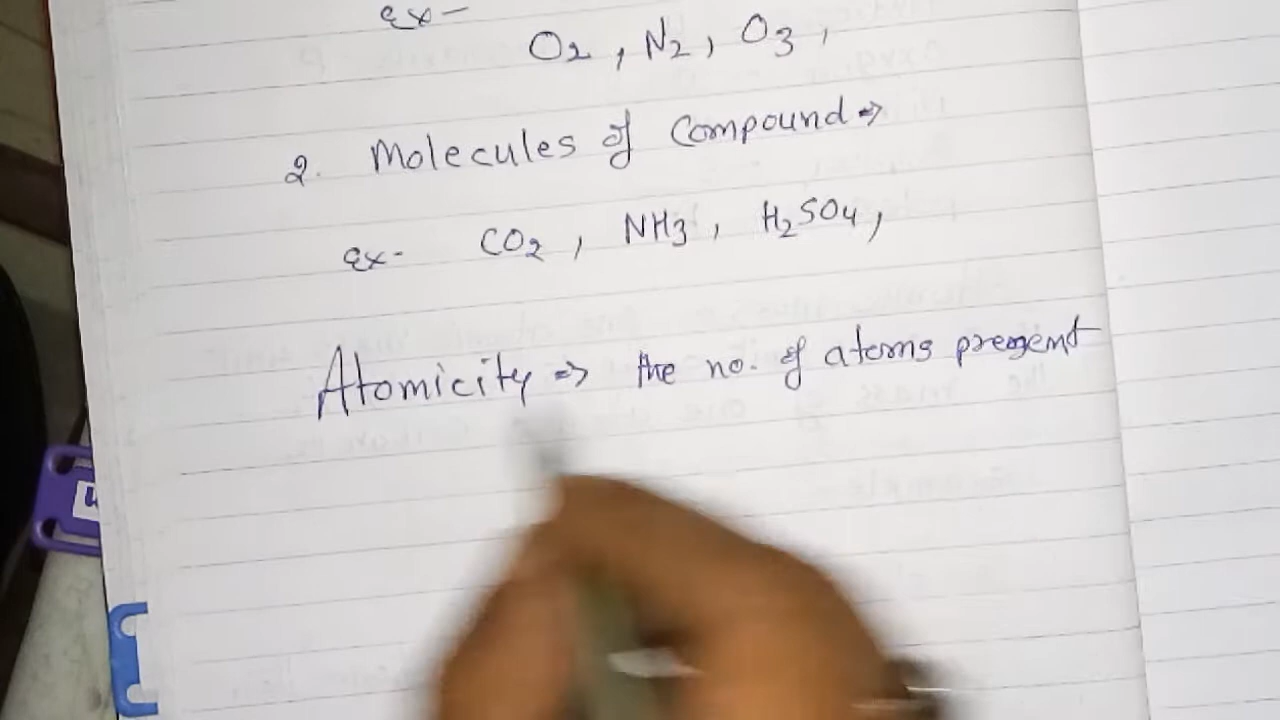 ex-
O2, N2, O3,
2. Molecules of Compound ⇒
ex- CO2, NH3, H2SO4,
Atomicity ⇒ the no. of atoms present